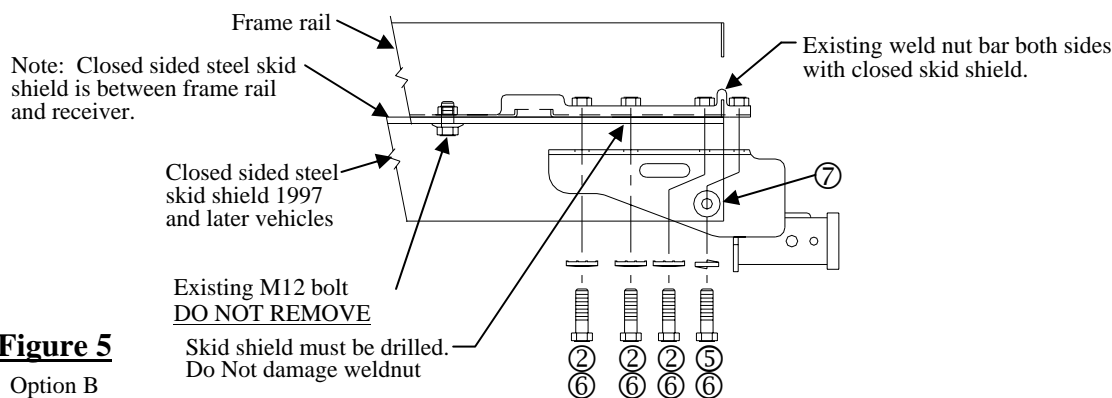 Frame rail
Note: Closed sided steel skid
shield is between frame rail
and receiver.
Existing weld nut bar both sides
with closed skid shield.
Closed sided steel
skid shield 1997
and later vehicles
⑦
Existing M12 bolt
DO NOT REMOVE
Skid shield must be drilled.
Do Not damage weldnut
② ② ② ⑤
⑥ ⑥ ⑥ ⑥
Figure 5
Option B